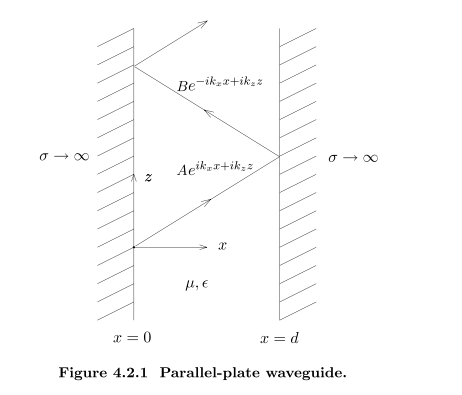 Be^{-ik_x x+ik_z z}
σ → ∞
z
Ae^{ik_x x+ik_z z}
σ → ∞
x
μ, ϵ
x = 0
x = d
Figure 4.2.1 Parallel-plate waveguide.